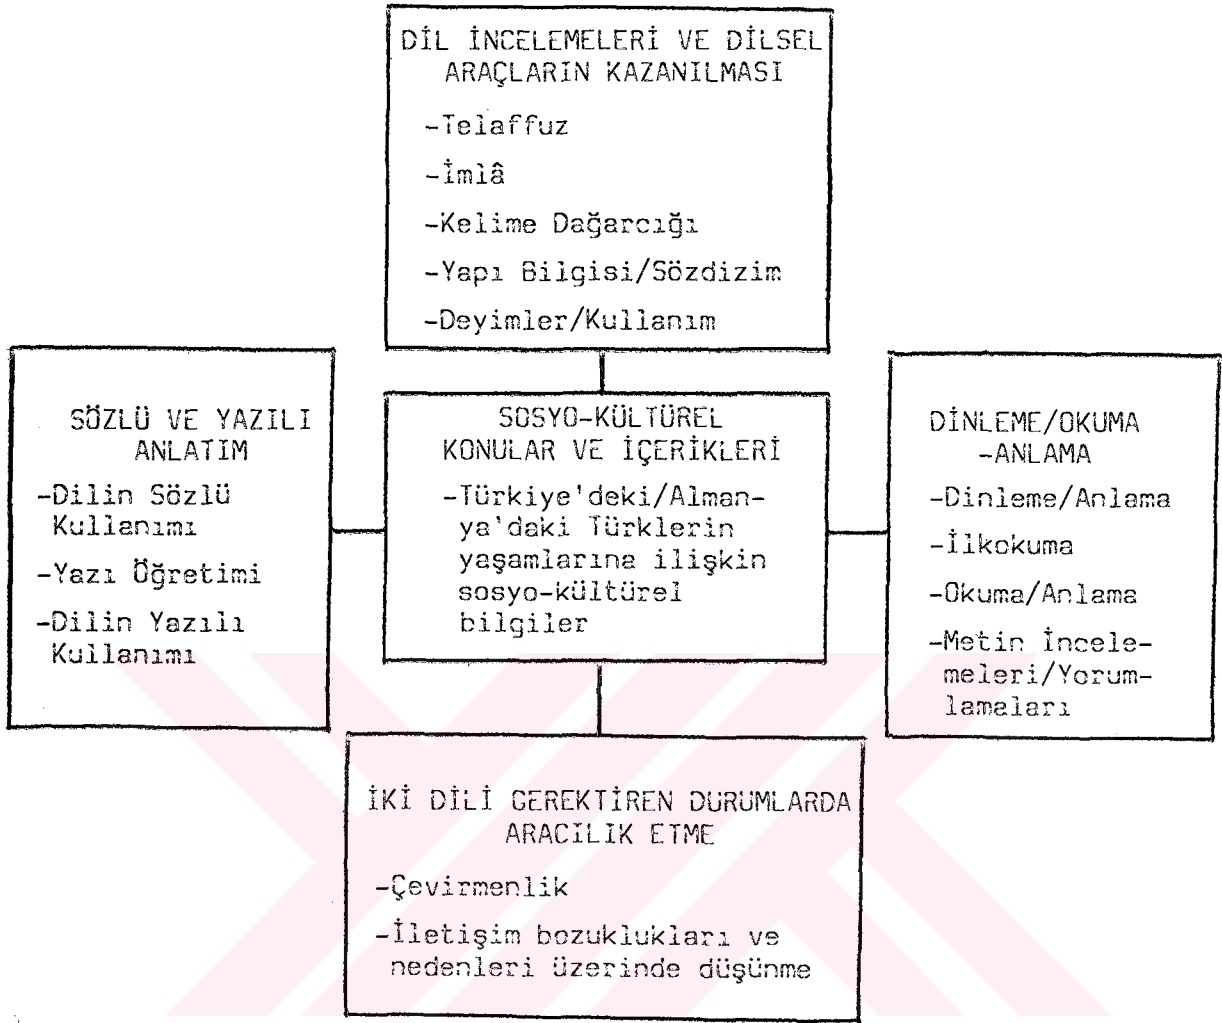 DİL İNCELEMELERİ VE DİLSEL
ARAÇLARIN KAZANILMASI
-Telaffuz
-İmlâ
-Kelime Dağarcığı
-Yapı Bilgisi/Sözdizim
-Deyimler/Kullanım
SÖZLÜ VE YAZILI
ANLATIM
-Dilin Sözlü
Kullanımı
-Yazı Öğretimi
-Dilin Yazılı
Kullanımı
SOSYO-KÜLTÜREL
KONULAR VE İÇERİKLERİ
-Türkiye'deki/Alman-
ya'daki Türklerin
yaşamlarına ilişkin
sosyo-kültürel
bilgiler
DİNLEME/OKUMA
-ANLAMA
-Dinleme/Anlama
-İlkokuma
-Okuma/Anlama
-Metin İncele-
meleri/Yorum-
lamaları
İKİ DİLİ GEREKTİREN DURUMLARDA
ARACILIK ETME
-Çevirmenlik
-İletişim bozuklukları ve
nedenleri üzerinde düşünme